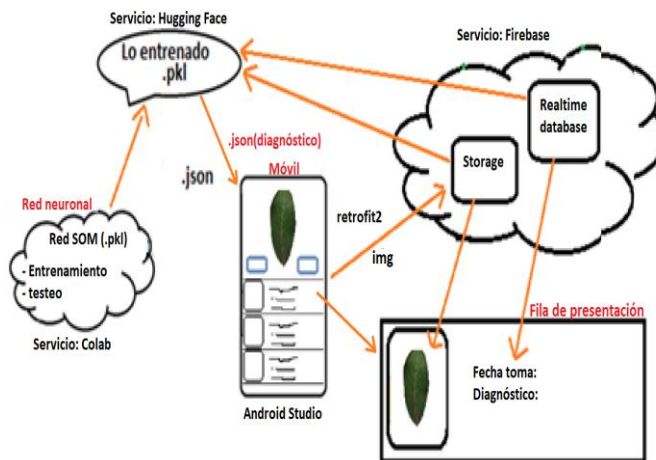 Servicio: Hugging Face
Lo entrenado
.pkl
Servicio: Firebase
Realtime
database
Storage
.json(diagnóstico)
Móvil
.json
retrofit2
img
Red neuronal
Red SOM (.pkl)
- Entrenamiento
- testeo
Servicio: Colab
Android Studio
Fila de presentación
Fecha toma:
Diagnóstico: